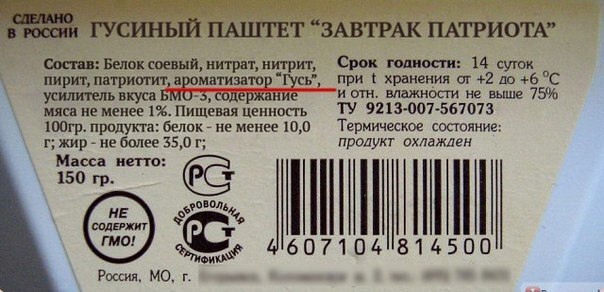 СДЕЛАНО
В РОССИИ
ГУСИНЫЙ ПАШТЕТ "ЗАВТРАК ПАТРИОТА"
Состав: Белок соевый, нитрат, нитрит,
пирит, патриотит, ароматизатор "Гусь",
усилитель вкуса БМО-3, содержание
мяса не менее 1%. Пищевая ценность
100гр. продукта: белок - не менее 10,0
г; жир - не более 35,0 г;
Масса нетто:
150 гр.
Срок годности: 14 суток
при t хранения от +2 до +6 °С
и отн. влажности не выше 75%
ТУ 9213-007-567073
Термическое состояние:
продукт охлажден
РСТ
НЕ
СОДЕРЖИТ
ГМО!
ДОБРОВОЛЬНАЯ
РСТ
СЕРТИФИКАЦИЯ
4 607104 814500
Россия, МО, г.